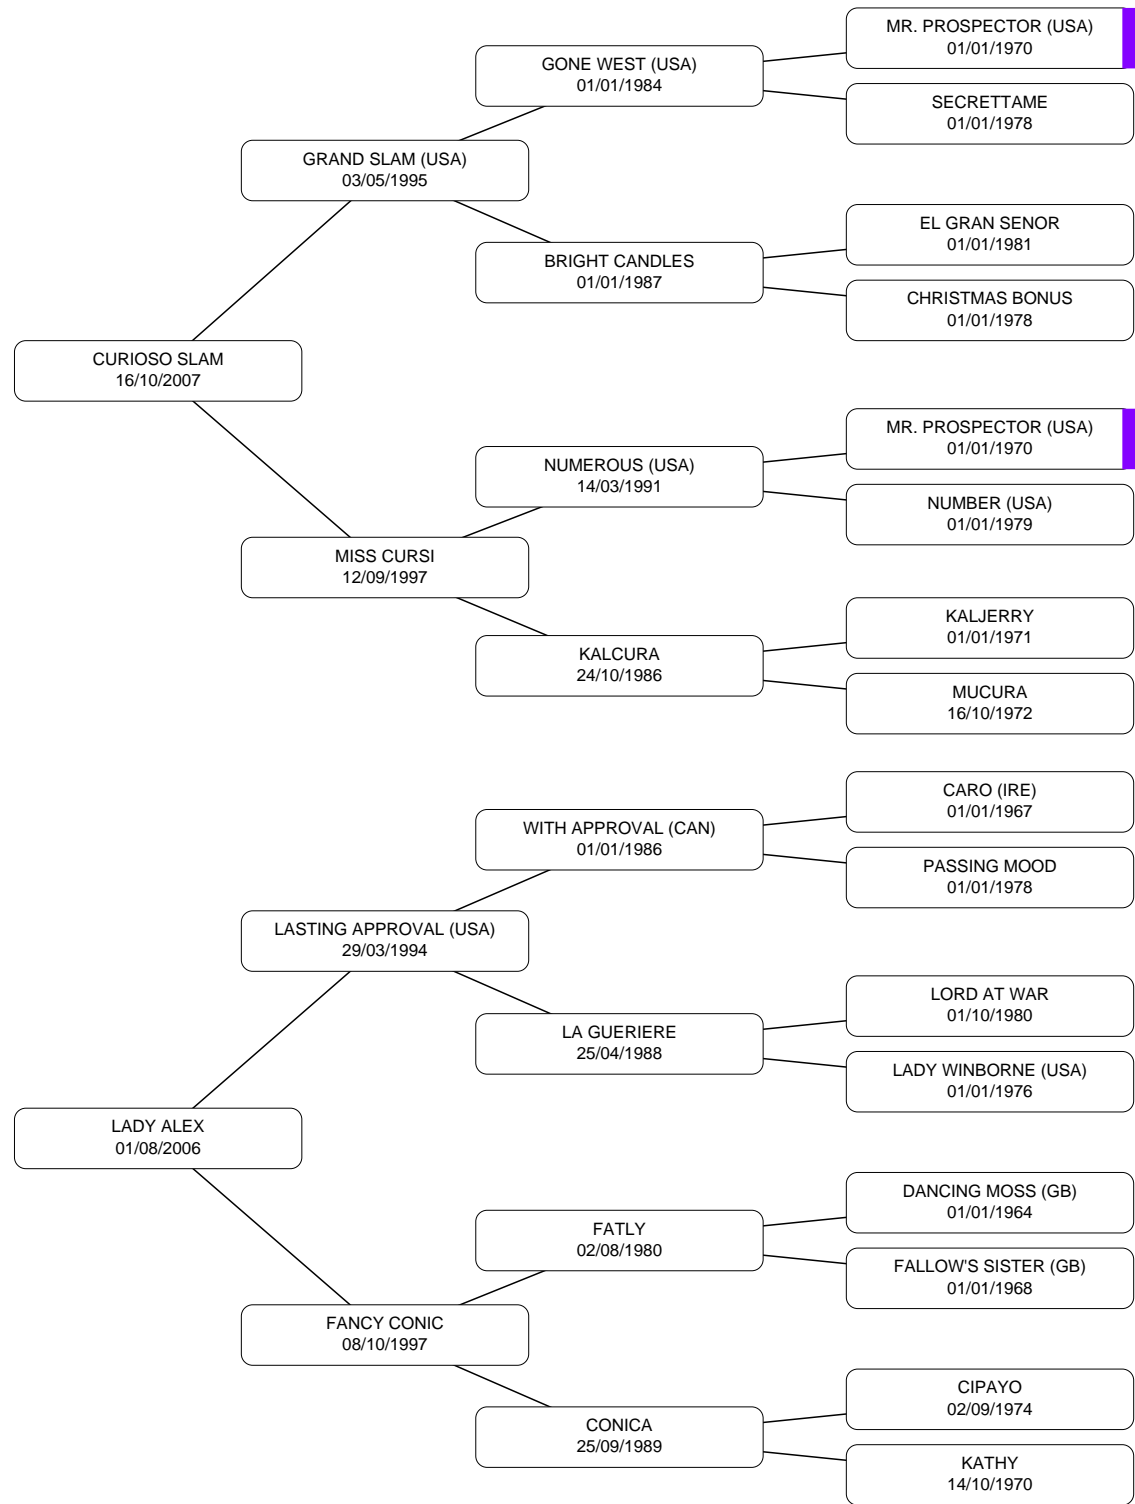 MR. PROSPECTOR (USA)
01/01/1970
GONE WEST (USA)
01/01/1984
SECRETTAME
01/01/1978
GRAND SLAM (USA)
03/05/1995
EL GRAN SENOR
01/01/1981
BRIGHT CANDLES
01/01/1987
CHRISTMAS BONUS
01/01/1978
CURIOSO SLAM
16/10/2007
MR. PROSPECTOR (USA)
01/01/1970
NUMEROUS (USA)
14/03/1991
NUMBER (USA)
01/01/1979
MISS CURSI
12/09/1997
KALJERRY
01/01/1971
KALCURA
24/10/1986
MUCURA
16/10/1972
CARO (IRE)
01/01/1967
WITH APPROVAL (CAN)
01/01/1986
PASSING MOOD
01/01/1978
LASTING APPROVAL (USA)
29/03/1994
LORD AT WAR
01/10/1980
LA GUERIERE
25/04/1988
LADY WINBORNE (USA)
01/01/1976
LADY ALEX
01/08/2006
DANCING MOSS (GB)
01/01/1964
FATLY
02/08/1980
FALLOW'S SISTER (GB)
01/01/1968
FANCY CONIC
08/10/1997
CIPAYO
02/09/1974
CONICA
25/09/1989
KATHY
14/10/1970